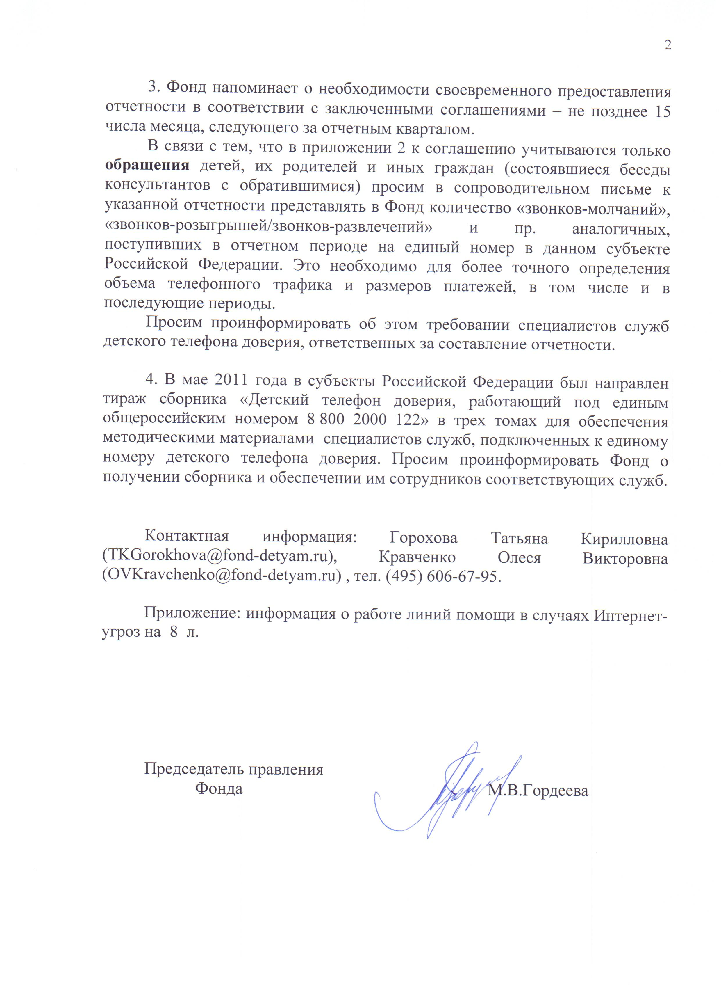 2
3. Фонд напоминает о необходимости своевременного предоставления
отчетности в соответствии с заключенными соглашениями – не позднее 15
числа месяца, следующего за отчетным кварталом.
В связи с тем, что в приложении 2 к соглашению учитываются только
обращения детей, их родителей и иных граждан (состоявшиеся беседы
консультантов с обратившимися) просим в сопроводительном письме к
указанной отчетности представлять в Фонд количество «звонков-молчаний»,
«звонков-розыгрышей/звонков-развлечений» и пр. аналогичных,
поступивших в отчетном периоде на единый номер в данном субъекте
Российской Федерации. Это необходимо для более точного определения
объема телефонного трафика и размеров платежей, в том числе и в
последующие периоды.
Просим проинформировать об этом требовании специалистов служб
детского телефона доверия, ответственных за составление отчетности.
4. В мае 2011 года в субъекты Российской Федерации был направлен
тираж сборника «Детский телефон доверия, работающий под единым
общероссийским номером 8 800 2000 122» в трех томах для обеспечения
методическими материалами специалистов служб, подключенных к единому
номеру детского телефона доверия. Просим проинформировать Фонд о
получении сборника и обеспечении им сотрудников соответствующих служб.
Контактная информация: Горохова Татьяна Кирилловна
(TKGorokhova@fond-detyam.ru), Кравченко Олеся Викторовна
(OVKravchenko@fond-detyam.ru) , тел. (495) 606-67-95.
Приложение: информация о работе линий помощи в случаях Интернет-
угроз на 8 л.
Председатель правления
Фонда М.В.Гордеева